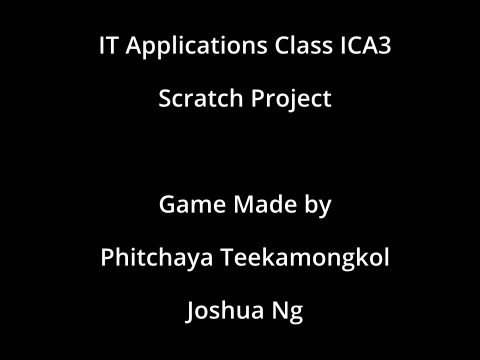 IT Applications Class ICA3
Scratch Project
Game Made by
Phitchaya Teekamongkol
Joshua Ng